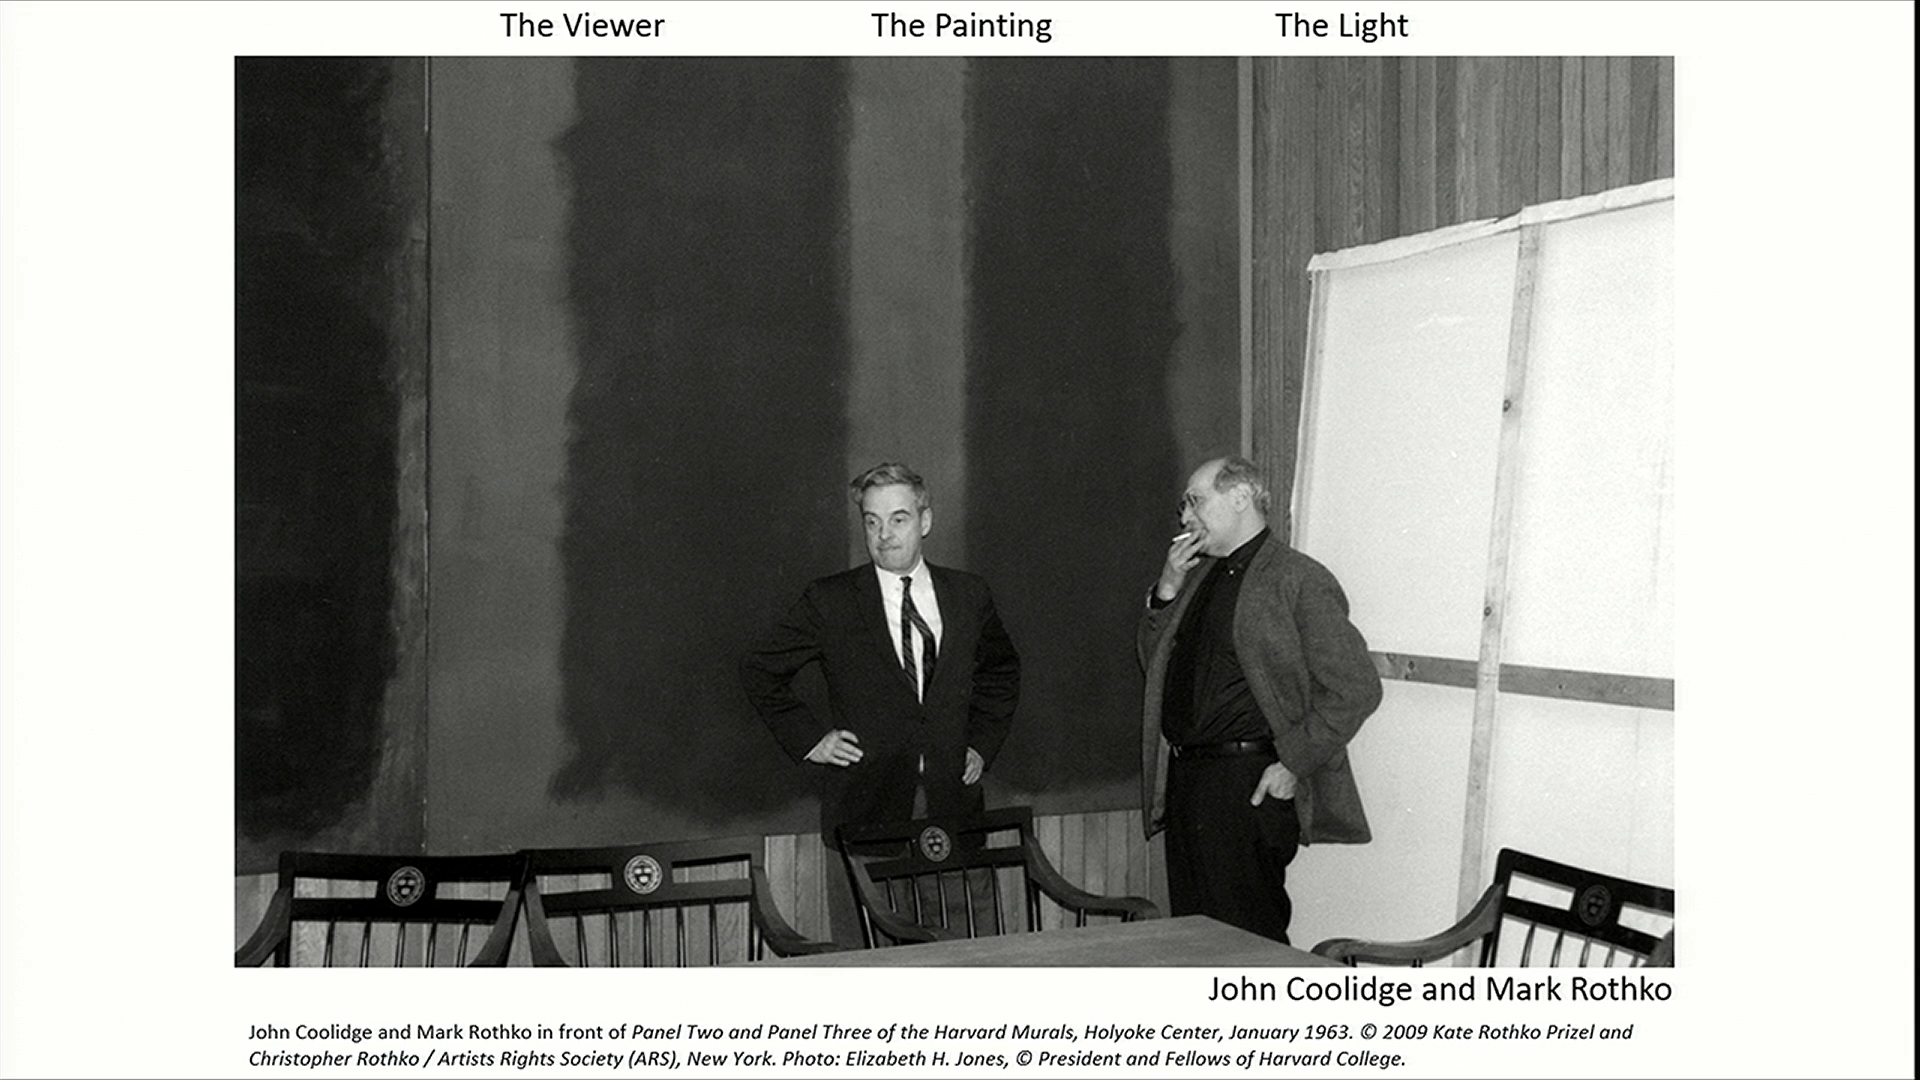 The Viewer The Painting The Light
John Coolidge and Mark Rothko
John Coolidge and Mark Rothko in front of Panel Two and Panel Three of the Harvard Murals, Holyoke Center, January 1963. © 2009 Kate Rothko Prizel and
Christopher Rothko / Artists Rights Society (ARS), New York. Photo: Elizabeth H. Jones, © President and Fellows of Harvard College.